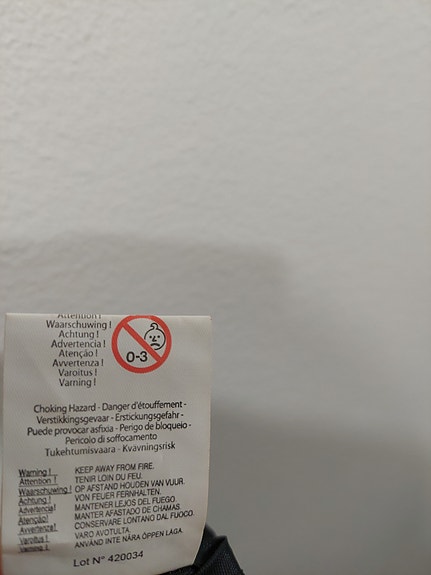 Attention !
Waarschuwing !
Achtung !
Advertencia !
Atenção !
Avvertenza !
Varoitus !
Varning !
0-3
Choking Hazard - Danger d'étouffement -
Verstikkingsgevaar - Erstickungsgefahr -
Puede provocar asfixia - Perigo de bloqueio -
Pericolo di soffocamento
Tukehtumisvaara - Kvavningsrisk
Warning ! KEEP AWAY FROM FIRE.
Attention ! TENIR LOIN DU FEU.
Waarschuwing ! OP AFSTAND HOUDEN VAN VUUR.
Achtung ! VON FEUER FERNHALTEN.
Advertencia! MANTENER LEJOS DEL FUEGO.
Atenção! MANTER AFASTADO DE CHAMAS.
Avvertenza! CONSERVARE LONTANO DAL FUOCO.
Varoitus ! VARO AVOTULTA.
Varning ! ANVÄND INTE NÄRA ÖPPEN LÅGA.
Lot N° 420034